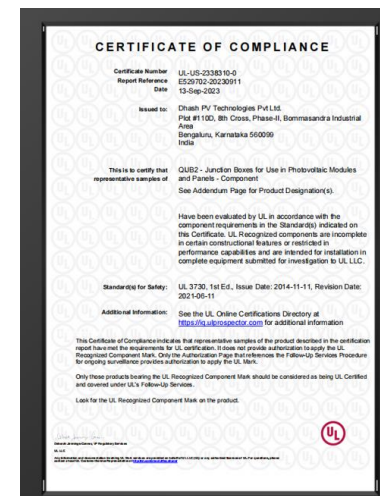 CERTIFICATE OF COMPLIANCE
Certificate Number UL-US-2338310-0
Report Reference E529702-20230911
Date 13-Sep-2023
Issued to: Dhash PV Technologies Pvt Ltd.
Plot #110D, 8th Cross, Phase-II, Bommasandra Industrial
Area
Bengaluru, Karnataka 560099
India
This is to certify that QIJB2 - Junction Boxes for Use in Photovoltaic Modules
representative samples of and Panels - Component
See Addendum Page for Product Designation(s).
Have been evaluated by UL in accordance with the
component requirements in the Standard(s) indicated on
this Certificate. UL Recognized components are incomplete
in certain constructional features or restricted in
performance capabilities and are intended for installation in
complete equipment submitted for investigation to UL LLC.
Standard(s) for Safety: UL 3730, 1st Ed., Issue Date: 2014-11-11, Revision Date:
2021-06-11
Additional Information: See the UL Online Certifications Directory at
https://iq.ulprospector.com for additional information
This Certificate of Compliance indicates that representative samples of the product described in the certification
report have met the requirements for UL certification. It does not provide authorization to apply the UL
Recognized Component Mark. Only the Authorization Page that references the Follow-Up Services Procedure
for ongoing surveillance provides authorization to apply the UL Mark.
Only those products bearing the UL Recognized Component Mark should be considered as being UL Certified
and covered under UL's Follow-Up Services.
Look for the UL Recognized Component Mark on the product.
UL
UL LLC